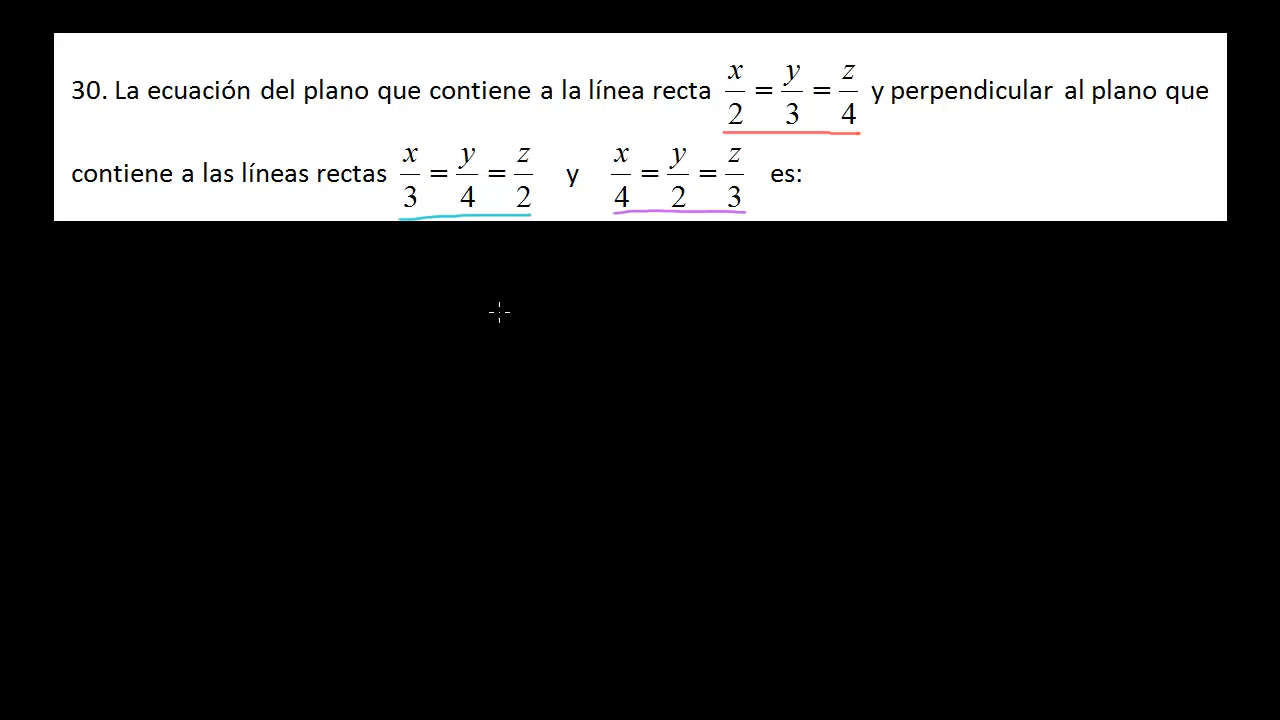 30. La ecuación del plano que contiene a la línea recta x/2 = y/3 = z/4 y perpendicular al plano que
contiene a las líneas rectas x/3 = y/4 = z/2 y x/4 = y/2 = z/3 es: